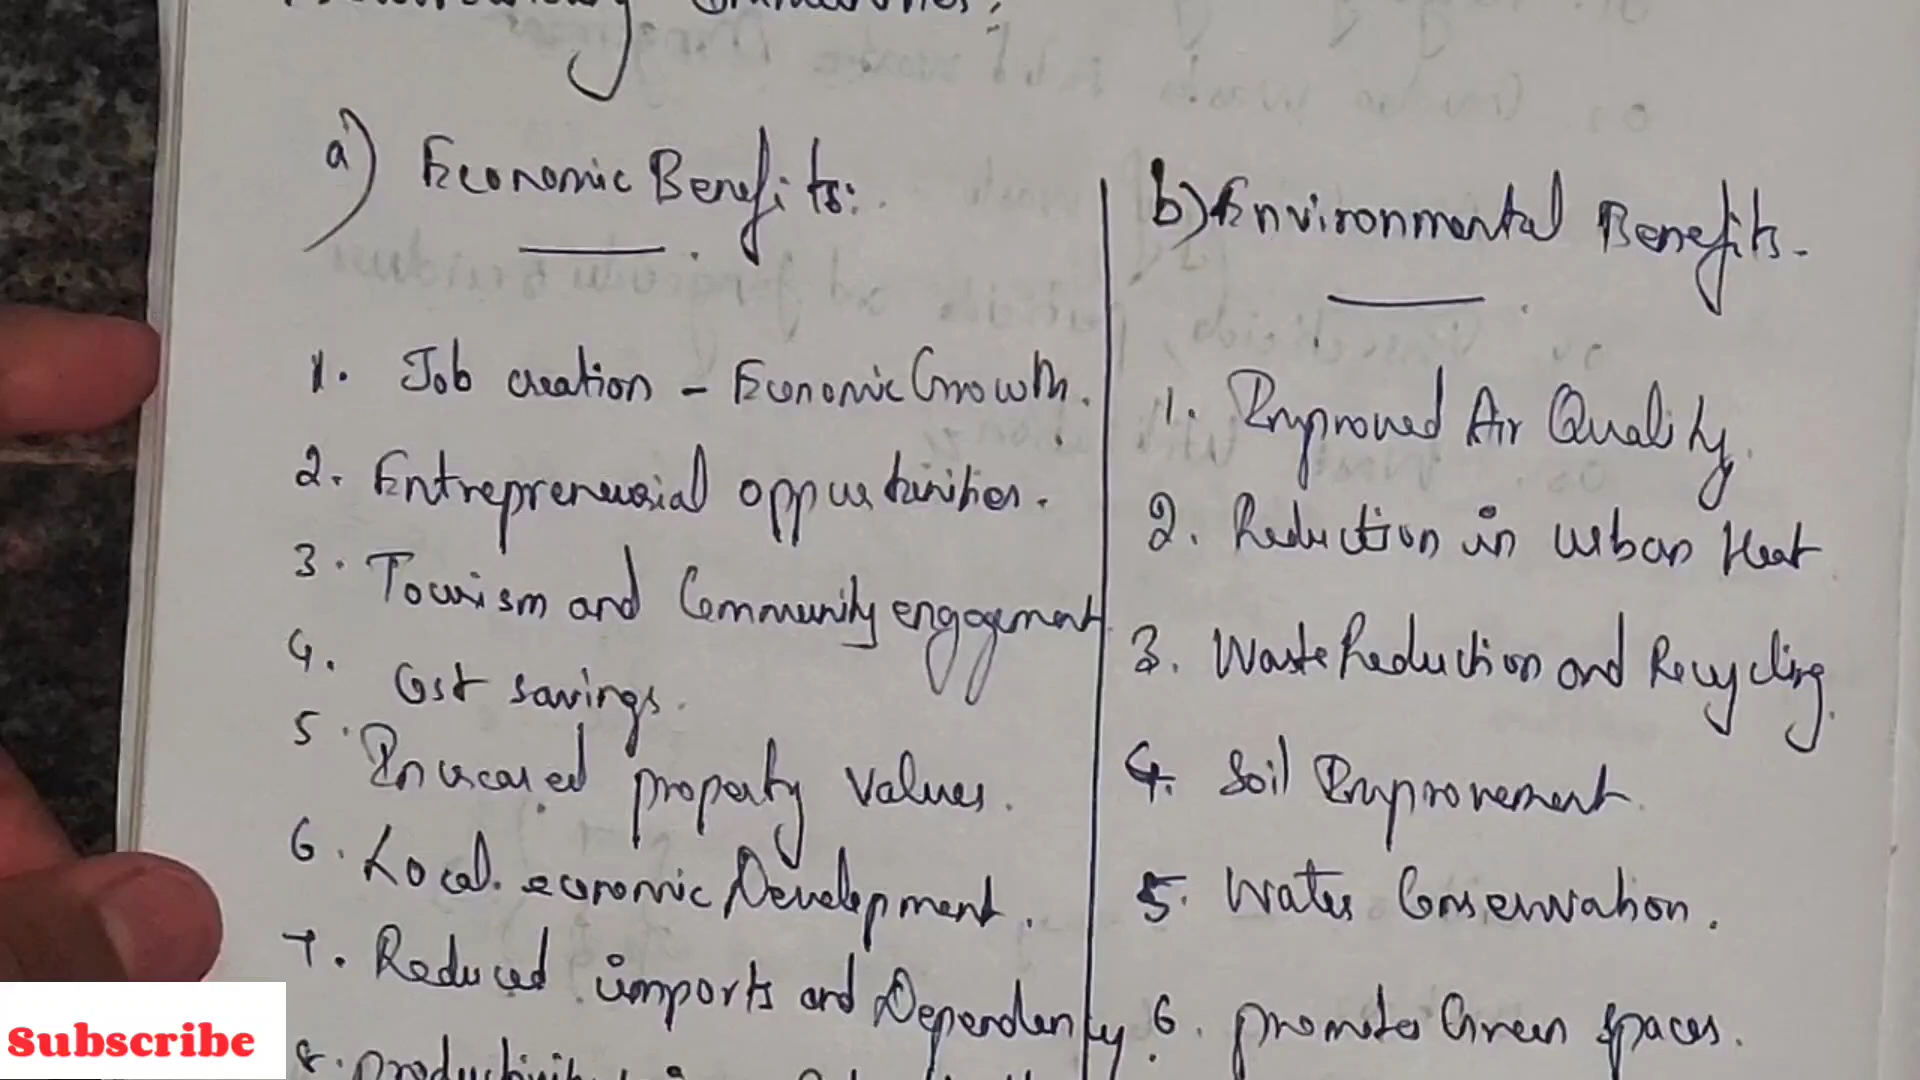 a) Economic Benefits:
1. Job creation - Economic Growth.
2. Entrepreneurial oppurtunities.
3. Tourism and Community engagement
4. Cost savings.
5. Increased property values.
6. Local economic Development.
7. Reduced imports and Dependency.
8. productivity
b) Environmental Benefits.
1. Improved Air Quality.
2. Reduction in urban Heat
3. Waste Reduction and Recycling.
4. Soil Improvement.
5. Water Conservation.
6. promotes Green spaces.
Subscribe